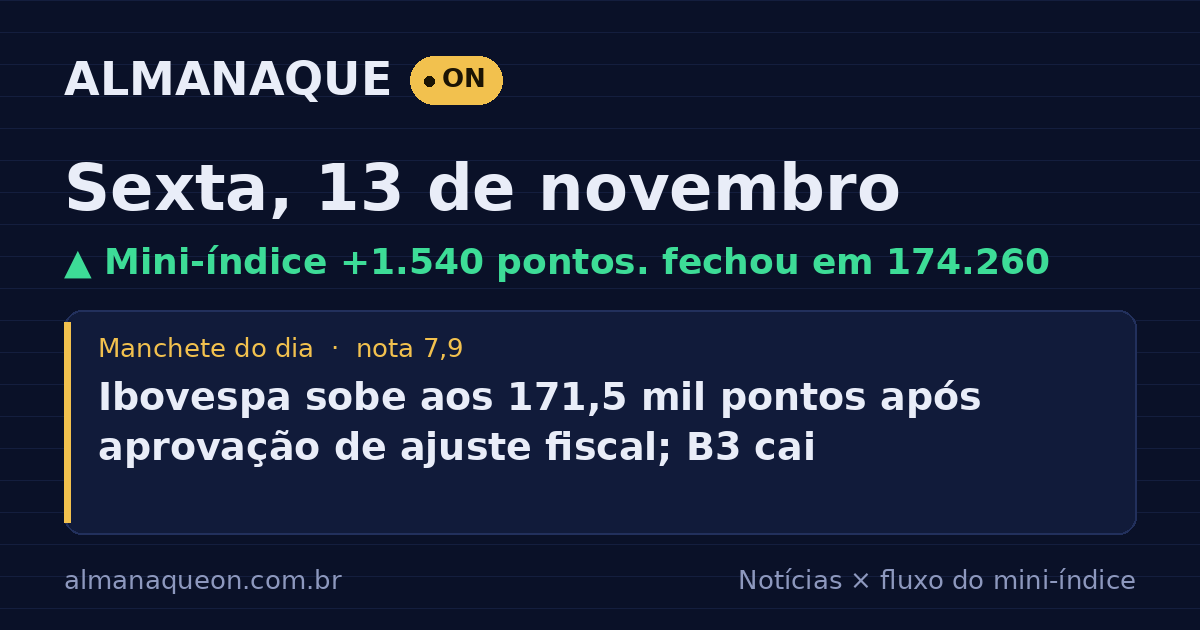 ALMANAQUE • ON
Sexta, 13 de novembro
▲ Mini-índice +1.540 pontos. fechou em 174.260
Manchete do dia · nota 7,9
Ibovespa sobe aos 171,5 mil pontos após
aprovação de ajuste fiscal; B3 cai
almanaqueon.com.br
Notícias × fluxo do mini-índice